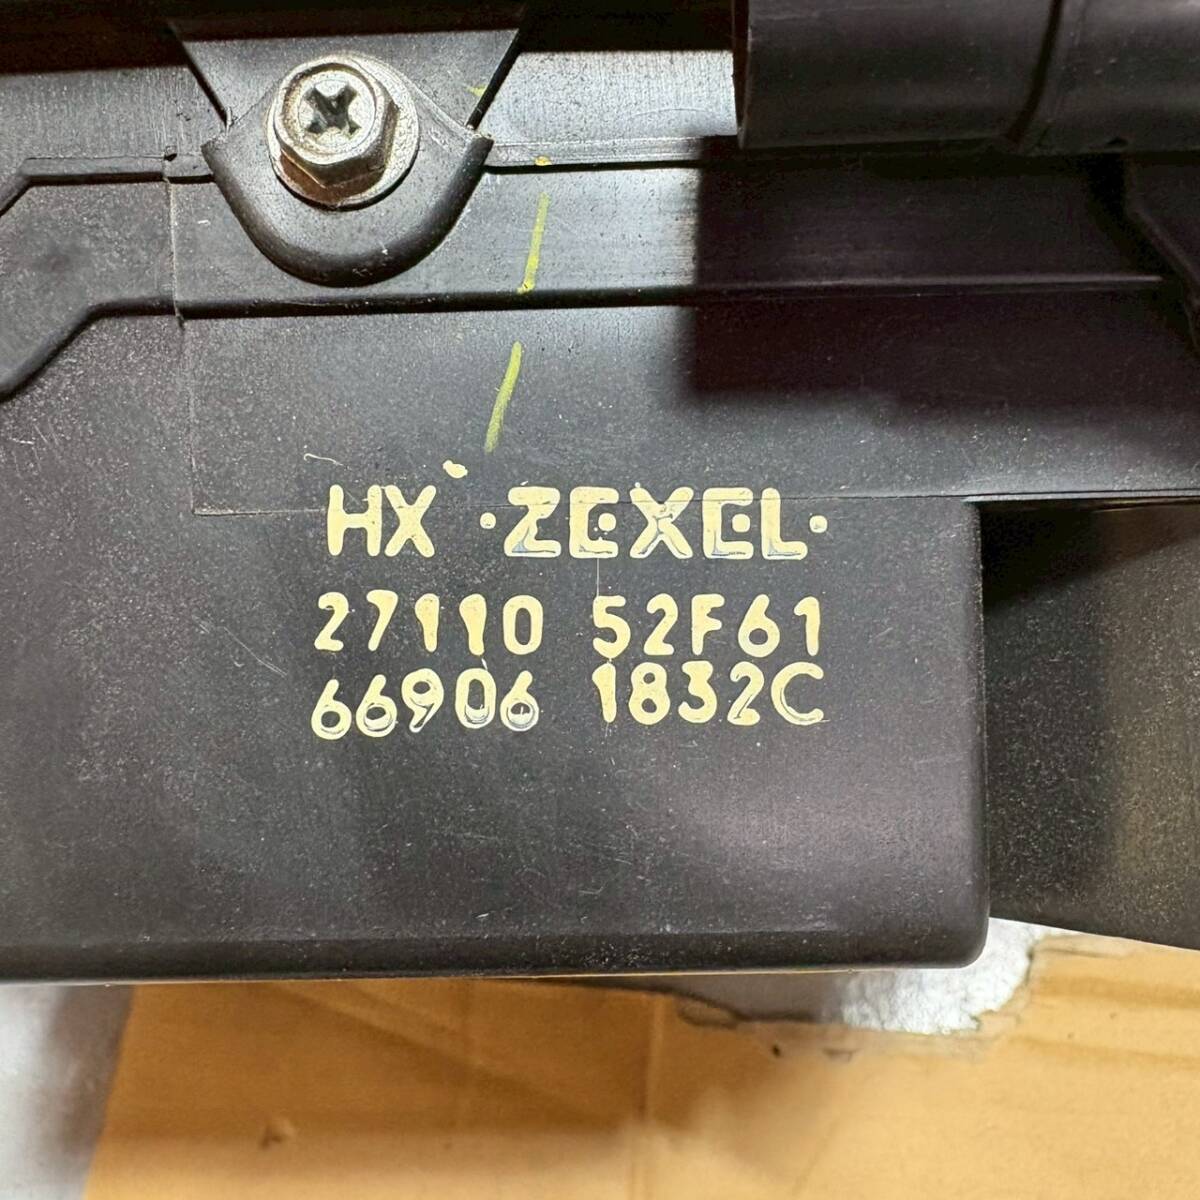 HX ·ZEXEL·
27110 52F61
66906 1832C